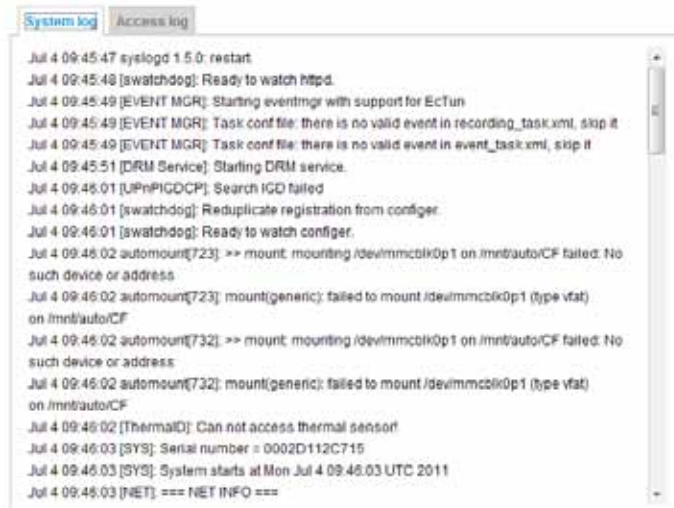 System log
Access log
Jul 4 09:45:47 syslogd 1.5.0: restart.
Jul 4 09:45:48 [swatchdog]: Ready to watch httpd.
Jul 4 09:45:49 [EVENT MGR]: Starting eventmgr with support for EcTun
Jul 4 09:45:49 [EVENT MGR]: Task conf file: there is no valid event in recording_task.xml, skip it
Jul 4 09:45:49 [EVENT MGR]: Task conf file: there is no valid event in event_task.xml, skip it
Jul 4 09:45:51 [DRM Service]: Starting DRM service.
Jul 4 09:46:01 [UPnPIGDCP]: Search IGD failed
Jul 4 09:46:01 [swatchdog]: Reduplicate registration from configer.
Jul 4 09:46:01 [swatchdog]: Ready to watch configer.
Jul 4 09:46:02 automount[723]: >> mount: mounting /dev/mmcblk0p1 on /mnt/auto/CF failed: No
such device or address
Jul 4 09:46:02 automount[723]: mount(generic): failed to mount /dev/mmcblk0p1 (type vfat)
on /mnt/auto/CF
Jul 4 09:46:02 automount[732]: >> mount: mounting /dev/mmcblk0p1 on /mnt/auto/CF failed: No
such device or address
Jul 4 09:46:02 automount[732]: mount(generic): failed to mount /dev/mmcblk0p1 (type vfat)
on /mnt/auto/CF
Jul 4 09:46:02 [ThermalD]: Can not access thermal sensor!
Jul 4 09:46:03 [SYS]: Serial number = 0002D112C715
Jul 4 09:46:03 [SYS]: System starts at Mon Jul 4 09:46:03 UTC 2011
Jul 4 09:46:03 [NET]: === NET INFO ===